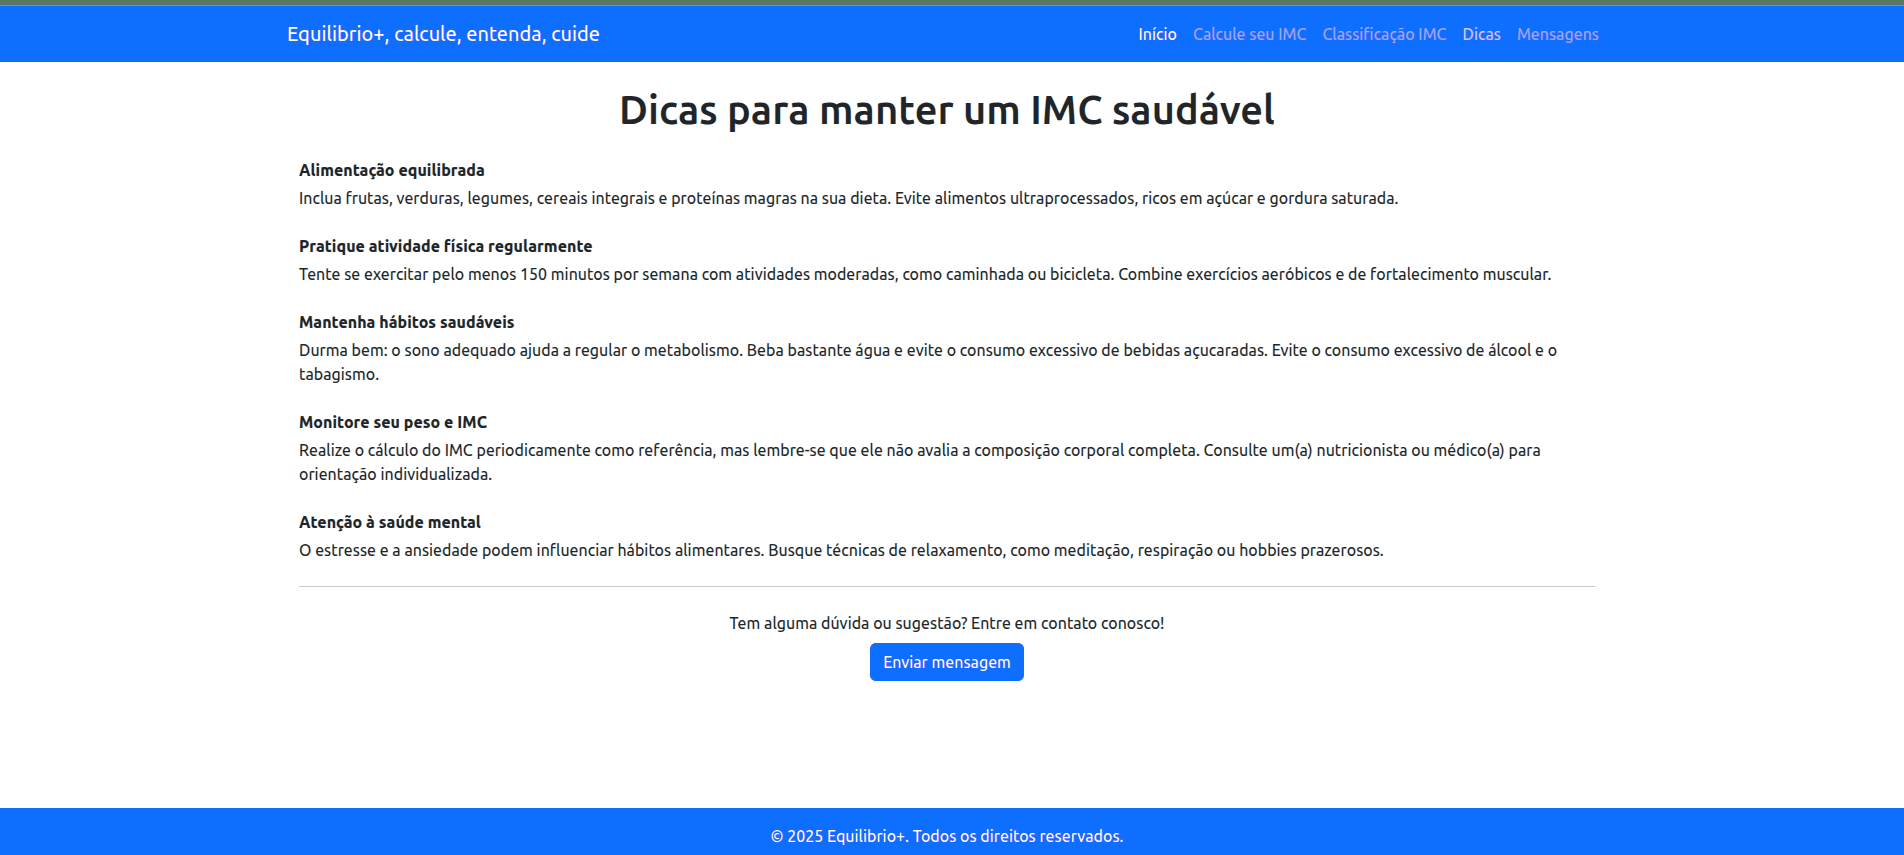 Equilibrio+, calcule, entenda, cuide
Início Calcule seu IMC Classificação IMC Dicas Mensagens
Dicas para manter um IMC saudável
Alimentação equilibrada
Inclua frutas, verduras, legumes, cereais integrais e proteínas magras na sua dieta. Evite alimentos ultraprocessados, ricos em açúcar e gordura saturada.
Pratique atividade física regularmente
Tente se exercitar pelo menos 150 minutos por semana com atividades moderadas, como caminhada ou bicicleta. Combine exercícios aeróbicos e de fortalecimento muscular.
Mantenha hábitos saudáveis
Durma bem: o sono adequado ajuda a regular o metabolismo. Beba bastante água e evite o consumo excessivo de bebidas açucaradas. Evite o consumo excessivo de álcool e o
tabagismo.
Monitore seu peso e IMC
Realize o cálculo do IMC periodicamente como referência, mas lembre-se que ele não avalia a composição corporal completa. Consulte um(a) nutricionista ou médico(a) para
orientação individualizada.
Atenção à saúde mental
O estresse e a ansiedade podem influenciar hábitos alimentares. Busque técnicas de relaxamento, como meditação, respiração ou hobbies prazerosos.
Tem alguma dúvida ou sugestão? Entre em contato conosco!
Enviar mensagem
© 2025 Equilibrio+. Todos os direitos reservados.